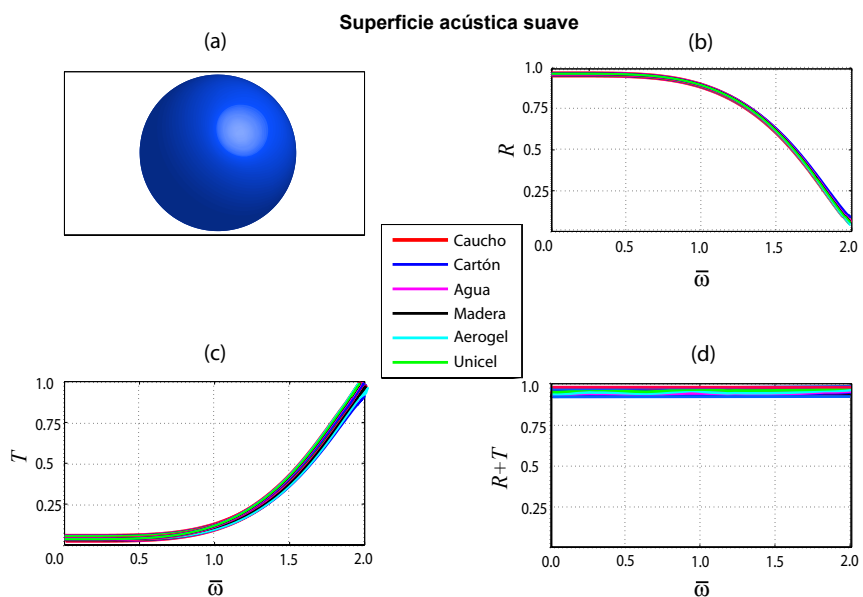 Superficie acústica suave
(a)
(b)
1.0
0.75
0.5
0.25
R
0.0 0.5 1.0 1.5 2.0
ω̅
Caucho
Cartón
Agua
Madera
Aerogel
Unicel
(c)
1.0
0.75
0.5
0.25
T
0.0 0.5 1.0 1.5 2.0
ω̅
(d)
1.0
0.75
0.5
0.25
R+T
0.0 0.5 1.0 1.5 2.0
ω̅